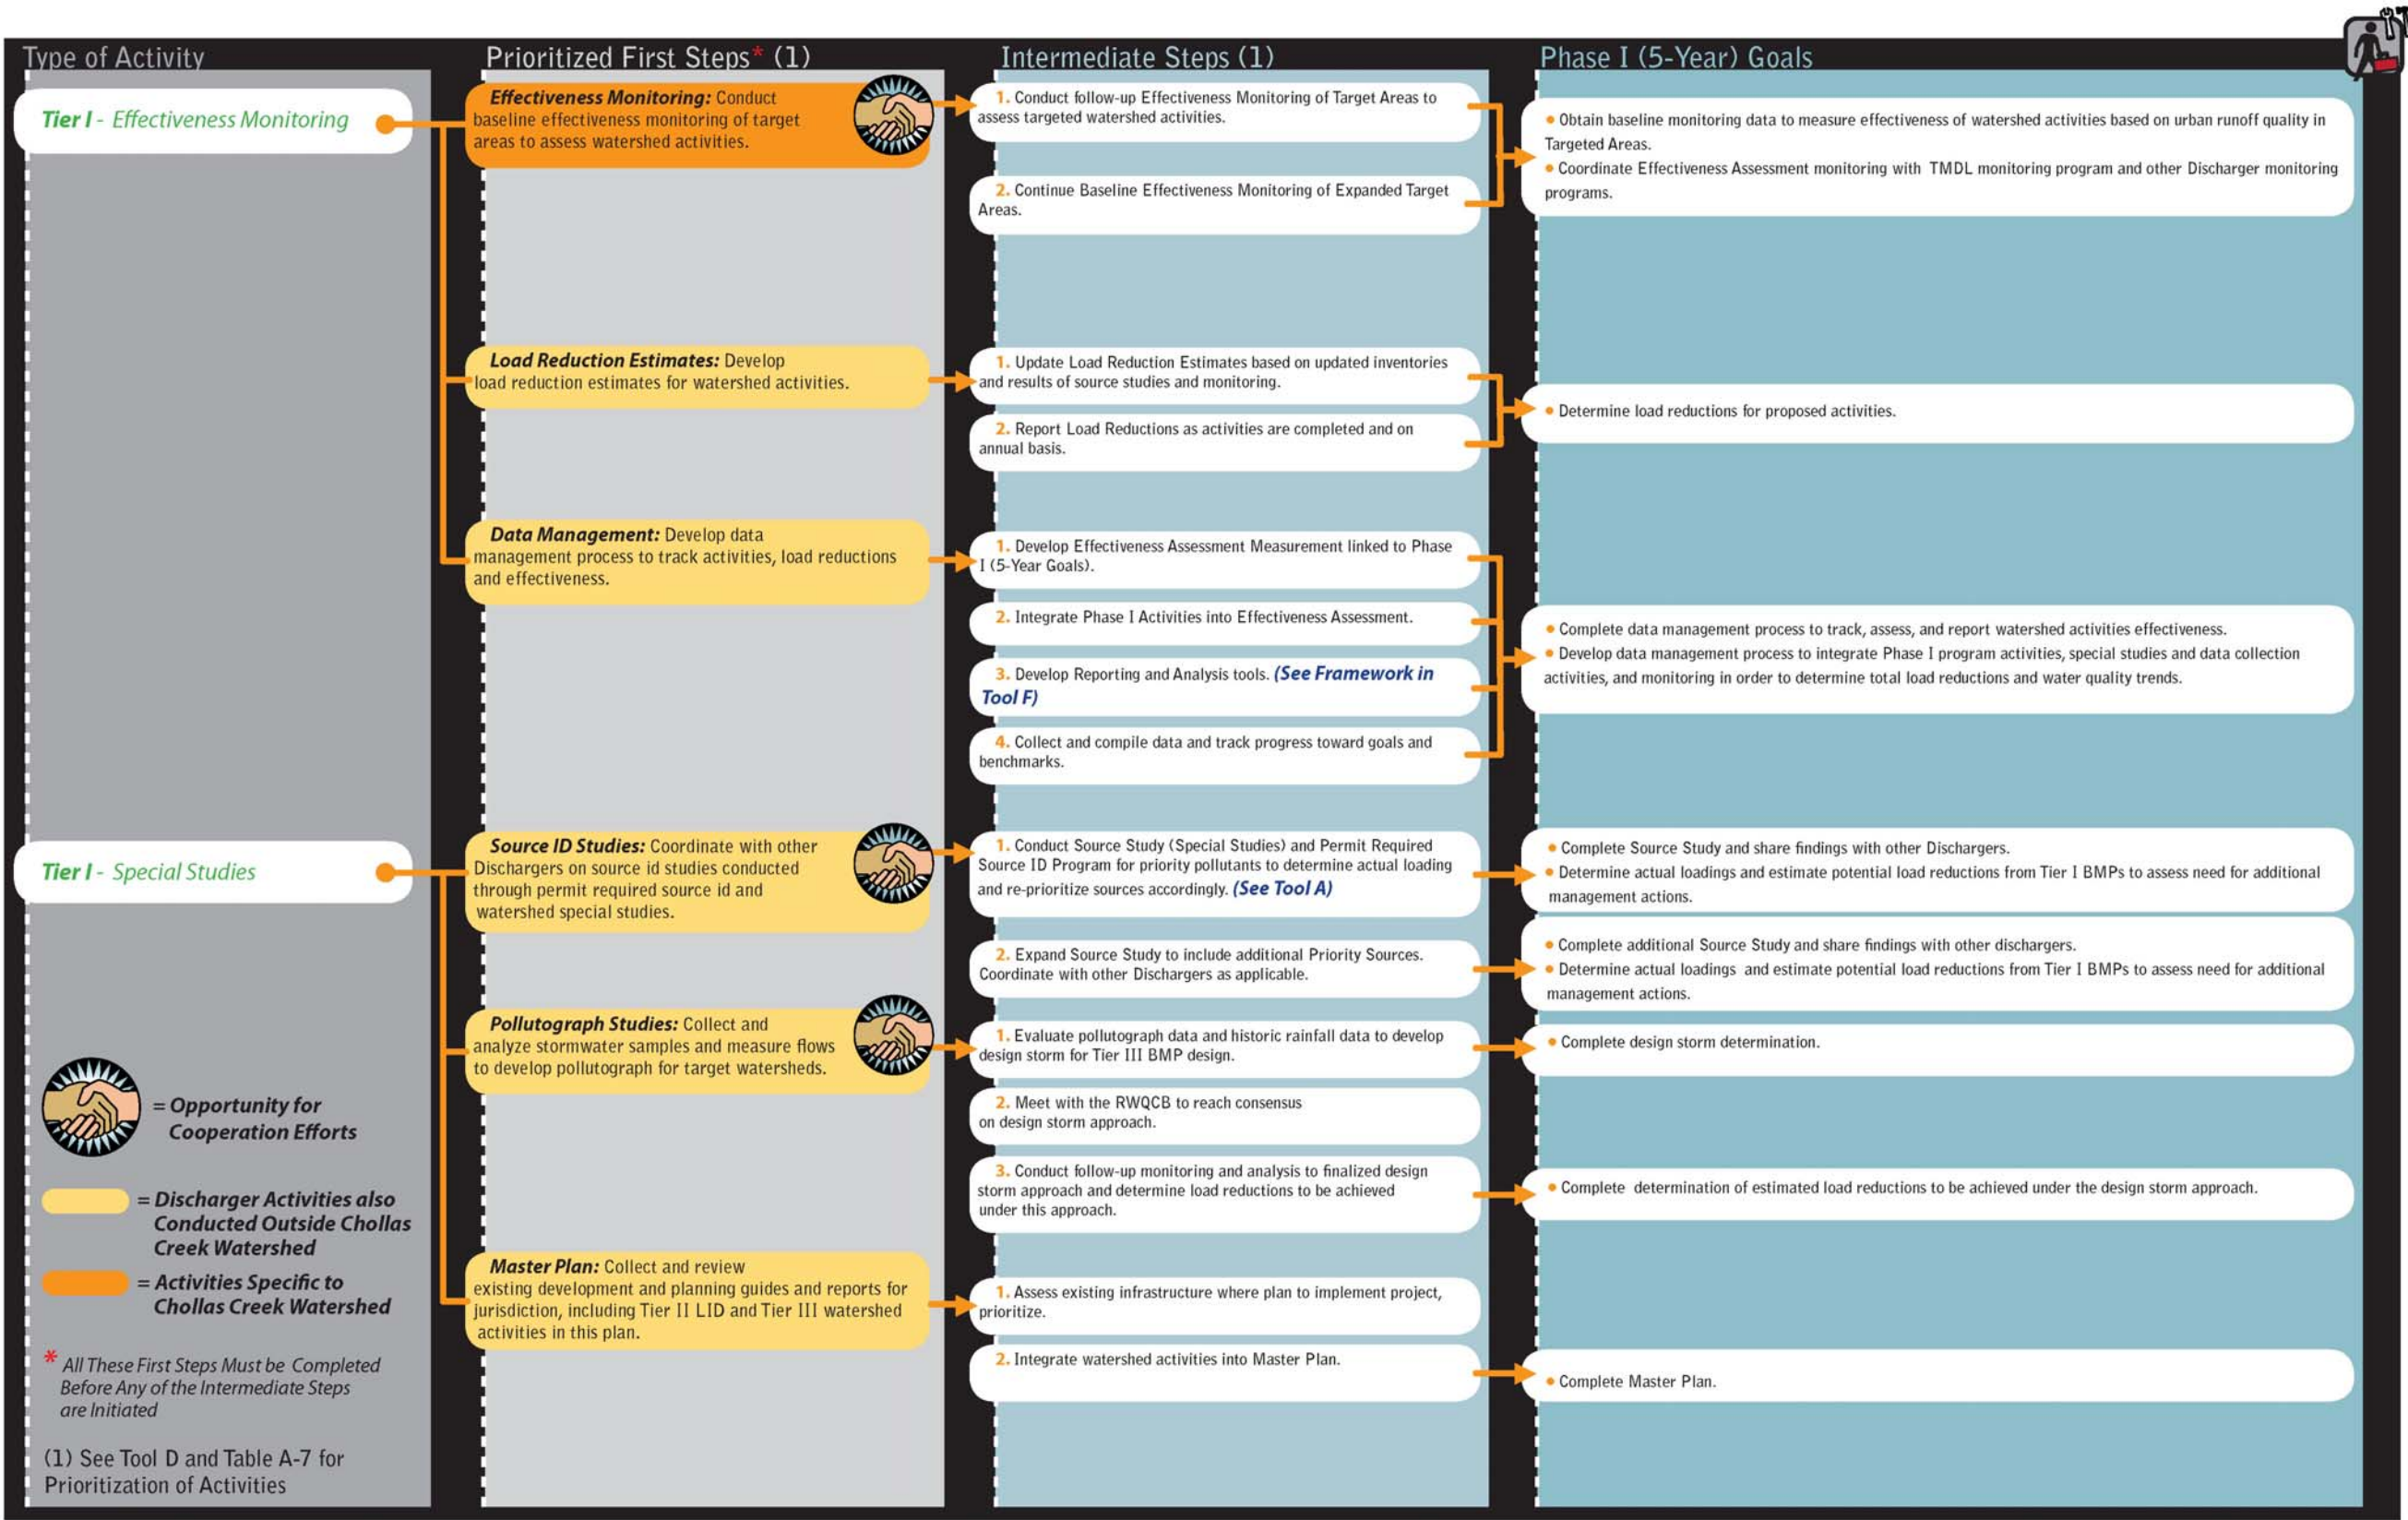 Type of Activity
Prioritized First Steps* (1)
Intermediate Steps (1)
Phase I (5-Year) Goals
Tier I - Effectiveness Monitoring
Effectiveness Monitoring: Conduct
baseline effectiveness monitoring of target
areas to assess watershed activities.
1. Conduct follow-up Effectiveness Monitoring of Target Areas to
assess targeted watershed activities.
2. Continue Baseline Effectiveness Monitoring of Expanded Target
Areas.
• Obtain baseline monitoring data to measure effectiveness of watershed activities based on urban runoff quality in
Targeted Areas.
• Coordinate Effectiveness Assessment monitoring with TMDL monitoring program and other Discharger monitoring
programs.
Load Reduction Estimates: Develop
load reduction estimates for watershed activities.
1. Update Load Reduction Estimates based on updated inventories
and results of source studies and monitoring.
2. Report Load Reductions as activities are completed and on
annual basis.
• Determine load reductions for proposed activities.
Data Management: Develop data
management process to track activities, load reductions
and effectiveness.
1. Develop Effectiveness Assessment Measurement linked to Phase
I (5-Year Goals).
2. Integrate Phase I Activities into Effectiveness Assessment.
3. Develop Reporting and Analysis tools. (See Framework in
Tool F)
4. Collect and compile data and track progress toward goals and
benchmarks.
• Complete data management process to track, assess, and report watershed activities effectiveness.
• Develop data management process to integrate Phase I program activities, special studies and data collection
activities, and monitoring in order to determine total load reductions and water quality trends.
Tier I - Special Studies
Source ID Studies: Coordinate with other
Dischargers on source id studies conducted
through permit required source id and
watershed special studies.
1. Conduct Source Study (Special Studies) and Permit Required
Source ID Program for priority pollutants to determine actual loading
and re-prioritize sources accordingly. (See Tool A)
2. Expand Source Study to include additional Priority Sources.
Coordinate with other Dischargers as applicable.
• Complete Source Study and share findings with other Dischargers.
• Determine actual loadings and estimate potential load reductions from Tier I BMPs to assess need for additional
management actions.
• Complete additional Source Study and share findings with other dischargers.
• Determine actual loadings and estimate potential load reductions from Tier I BMPs to assess need for additional
management actions.
Pollutograph Studies: Collect and
analyze stormwater samples and measure flows
to develop pollutograph for target watersheds.
1. Evaluate pollutograph data and historic rainfall data to develop
design storm for Tier III BMP design.
2. Meet with the RWQCB to reach consensus
on design storm approach.
3. Conduct follow-up monitoring and analysis to finalized design
storm approach and determine load reductions to be achieved
under this approach.
• Complete design storm determination.
• Complete determination of estimated load reductions to be achieved under the design storm approach.
Master Plan: Collect and review
existing development and planning guides and reports for
jurisdiction, including Tier II LID and Tier III watershed
activities in this plan.
1. Assess existing infrastructure where plan to implement project,
prioritize.
2. Integrate watershed activities into Master Plan.
• Complete Master Plan.
= Opportunity for
Cooperation Efforts
= Discharger Activities also
Conducted Outside Chollas
Creek Watershed
= Activities Specific to
Chollas Creek Watershed
* All These First Steps Must be Completed
Before Any of the Intermediate Steps
are Initiated
(1) See Tool D and Table A-7 for
Prioritization of Activities